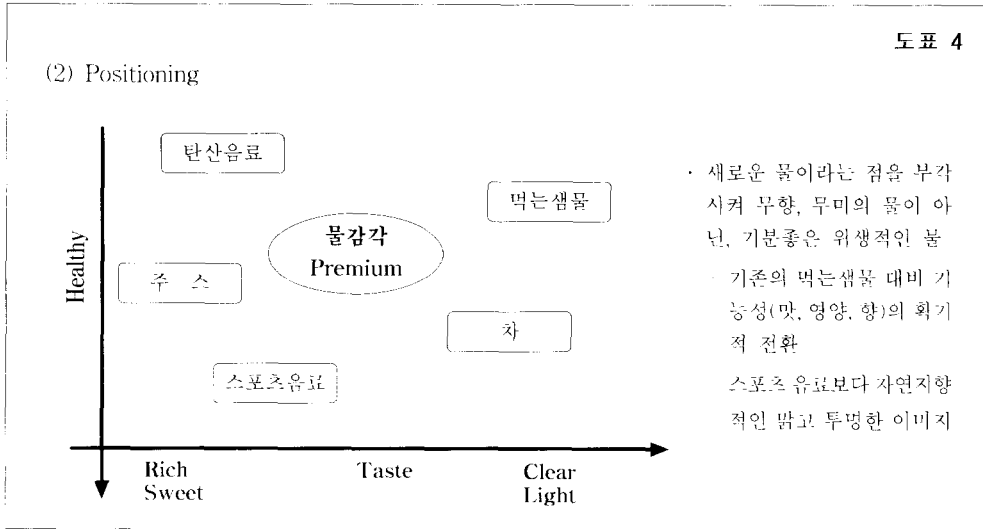 도표 4
(2) Positioning
탄산음료
먹는샘물
물감각
Premium
주 스
차
스포츠음료
Healthy
Rich
Sweet
Taste
Clear
Light
· 새로운 물이라는 점을 부각
시켜 무향, 무미의 물이 아
닌, 기분좋은 위생적인 물
- 기존의 먹는샘물 대비 기
능성(맛, 영양, 향)의 획기
적 전환
스포츠 음료보다 자연지향
적인 맑고 투명한 이미지